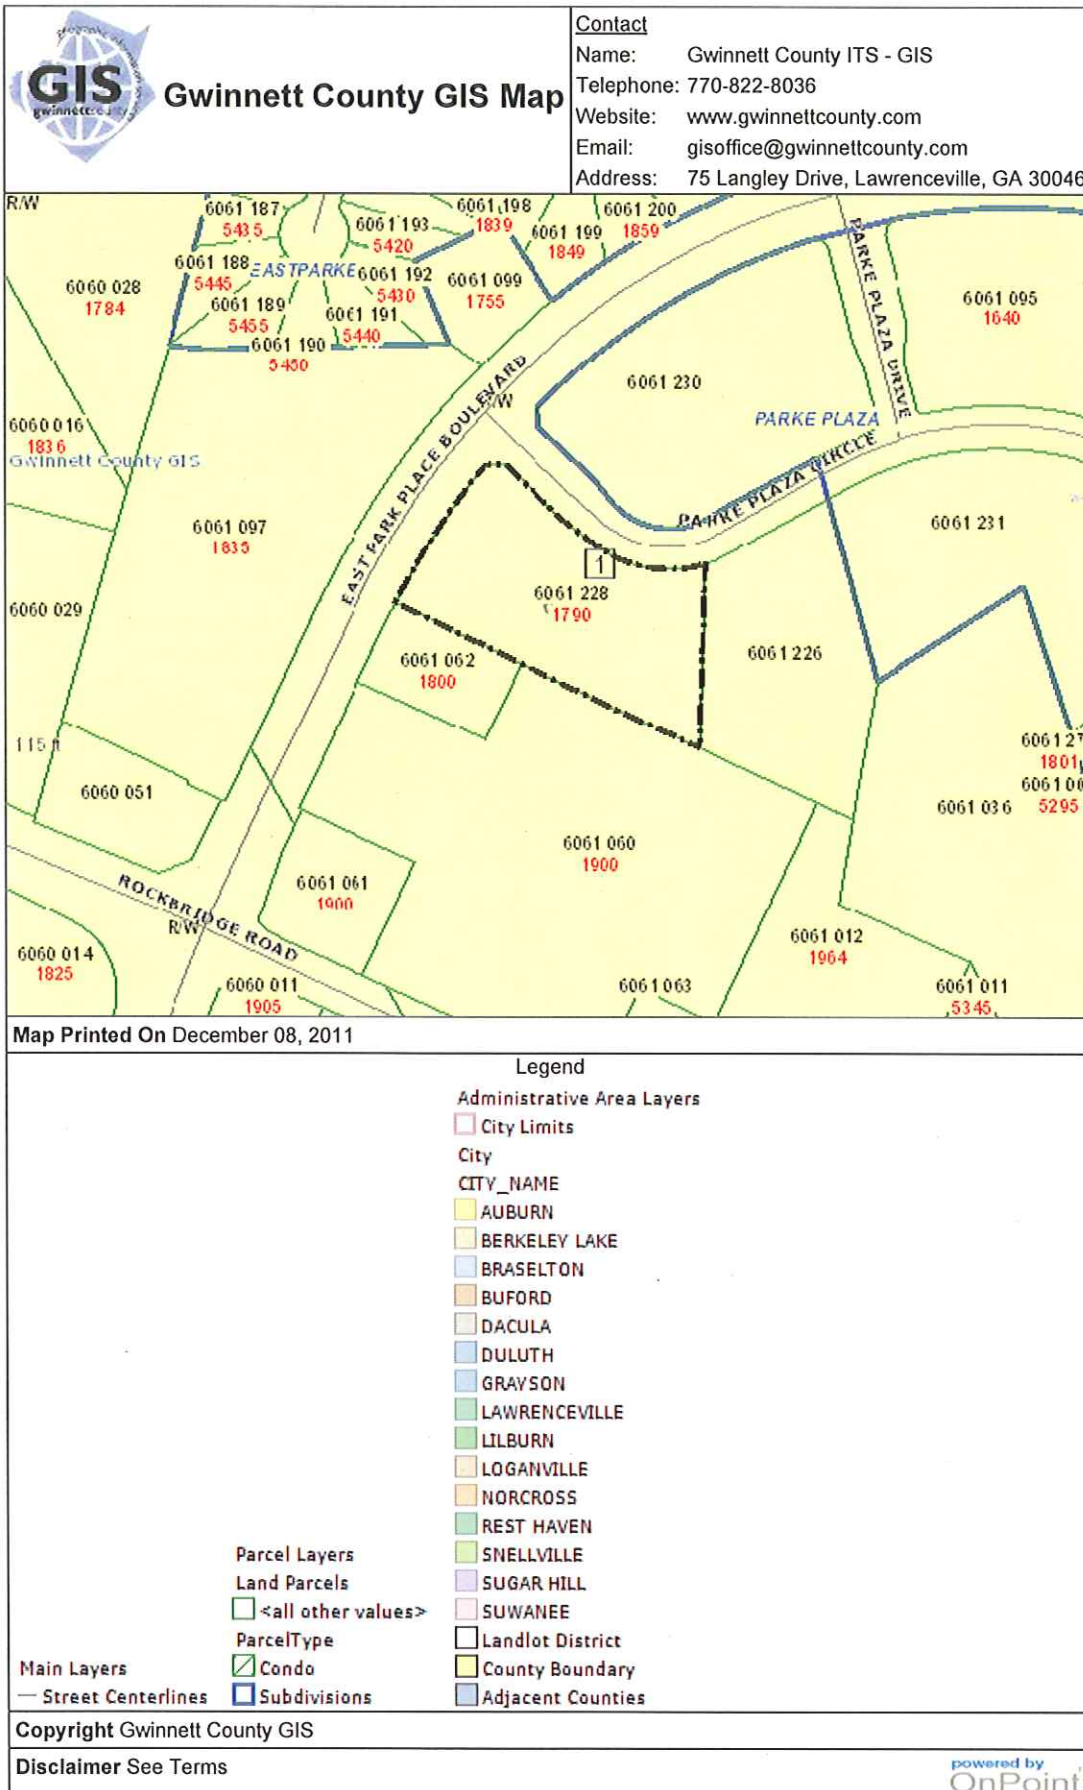 geographic information
GIS
gwinnettcounty
Gwinnett County GIS Map
Contact
Name: Gwinnett County ITS - GIS
Telephone: 770-822-8036
Website: www.gwinnettcounty.com
Email: gisoffice@gwinnettcounty.com
Address: 75 Langley Drive, Lawrenceville, GA 30046
R/W
6061 187
5435
6061 193
5420
6061 198
1839
6061 199
1849
6061 200
1859
6061 188
5445
EASTPARKE
6061 192
5430
6061 099
1755
6060 028
1784
6061 189
5455
6061 191
5440
6061 190
5450
PARKE PLAZA DRIVE
6061 095
1640
6061 230
R/W
PARKE PLAZA
6060 016
1836
Gwinnett County GIS
EAST PARK PLACE BOULEVARD
PARKE PLAZA CIRCLE
6061 097
1835
6061 231
1
6061 228
1790
6060 029
6061 226
6061 062
1800
115 ft
6061 27
1801
6061 00
5295
6061 036
6060 051
6061 060
1900
6061 061
1900
ROCKBRIDGE ROAD
R/W
6061 012
1964
6060 014
1825
6060 011
1905
6061 063
6061 011
5345
Map Printed On December 08, 2011
Legend
Administrative Area Layers
City Limits
City
CITY_NAME
AUBURN
BERKELEY LAKE
BRASELTON
BUFORD
DACULA
DULUTH
GRAYSON
LAWRENCEVILLE
LILBURN
LOGANVILLE
NORCROSS
REST HAVEN
SNELLVILLE
SUGAR HILL
SUWANEE
Landlot District
County Boundary
Adjacent Counties
Parcel Layers
Land Parcels
<all other values>
ParcelType
Condo
Subdivisions
Main Layers
Street Centerlines
Copyright Gwinnett County GIS
Disclaimer See Terms
powered by
OnPoint